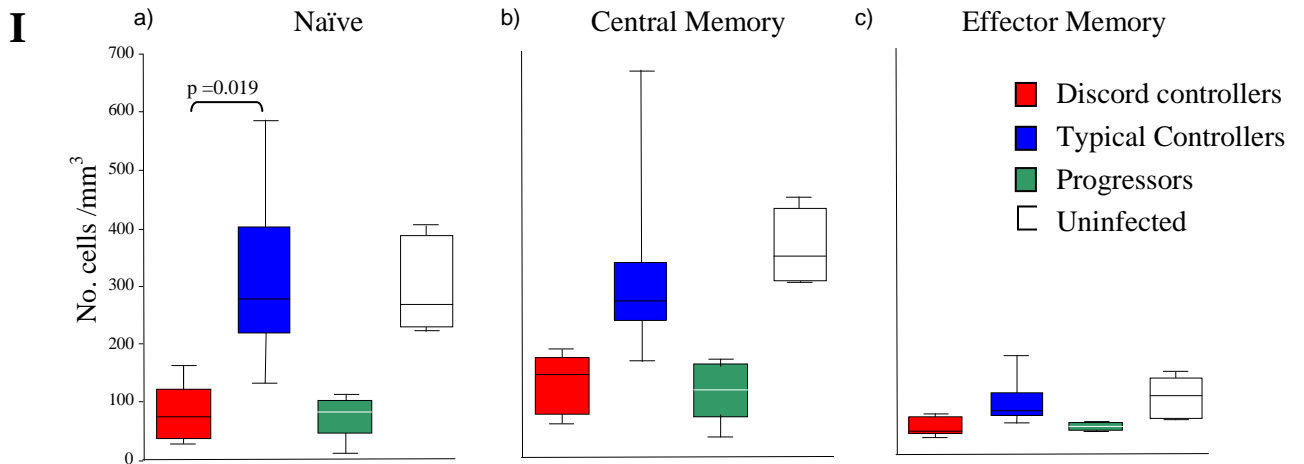 I
a) Naïve
b) Central Memory
c) Effector Memory
No. cells /mm³
700
600
500
400
300
200
100
0
p =0.019
Discord controllers
Typical Controllers
Progressors
Uninfected